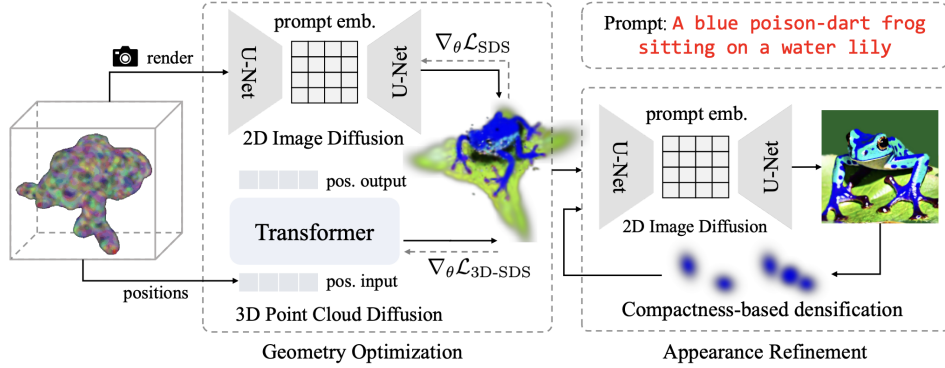 Prompt: A blue poison-dart frog
sitting on a water lily
render
prompt emb.
U-Net
U-Net
2D Image Diffusion
∇θℒSDS
pos. output
Transformer
∇θℒ3D-SDS
pos. input
positions
3D Point Cloud Diffusion
Geometry Optimization
prompt emb.
U-Net
U-Net
2D Image Diffusion
Compactness-based densification
Appearance Refinement